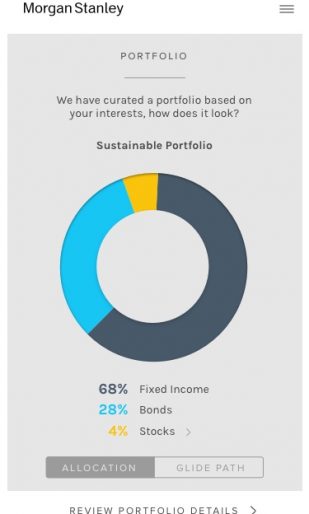 Morgan Stanley
PORTFOLIO
We have curated a portfolio based on
your interests, how does it look?
Sustainable Portfolio
68% Fixed Income
28% Bonds
4% Stocks >
ALLOCATION GLIDE PATH
REVIEW PORTFOLIO DETAILS >